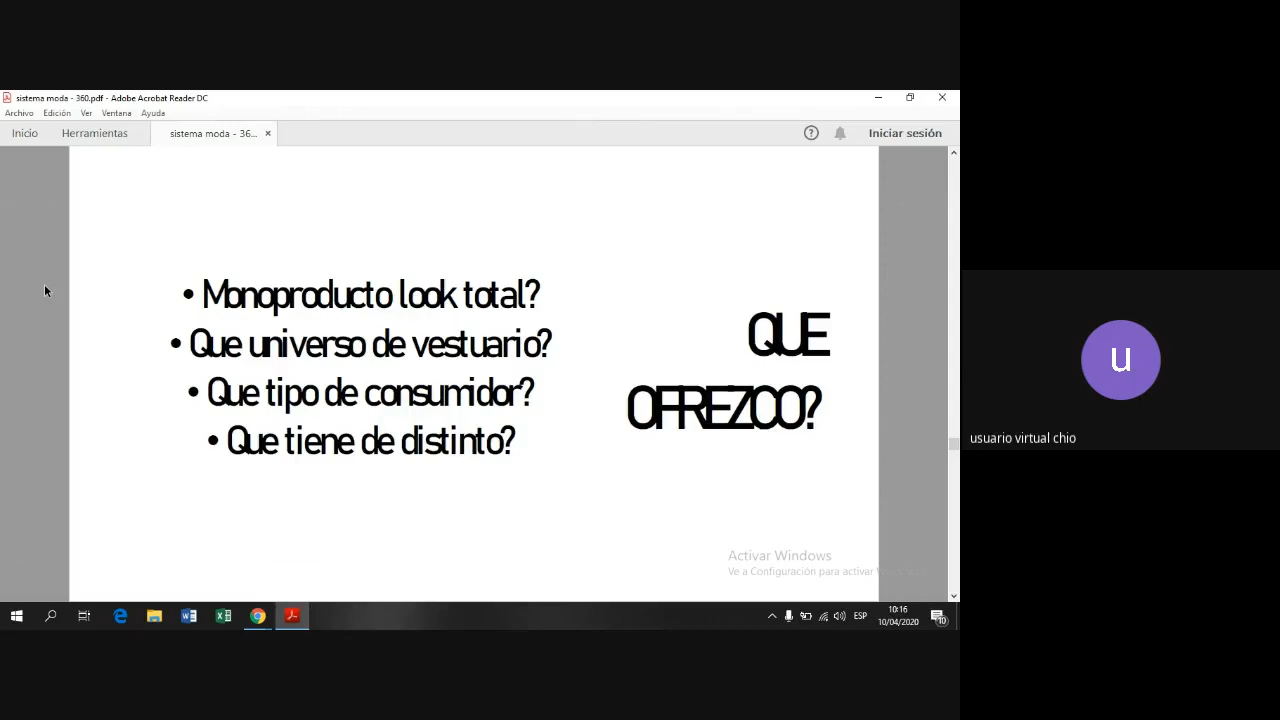 sistema moda - 360.pdf - Adobe Acrobat Reader DC
Archivo Edición Ver Ventana Ayuda
Inicio Herramientas sistema moda - 36... × Iniciar sesión
• Monoproducto look total?
• Que universo de vestuario?
• Que tipo de consumidor?
• Que tiene de distinto?
QUE
OFREZCO?
Activar Windows
Ve a Configuración para activar
u
usuario virtual chio
ESP
10:16
10/04/2020
10